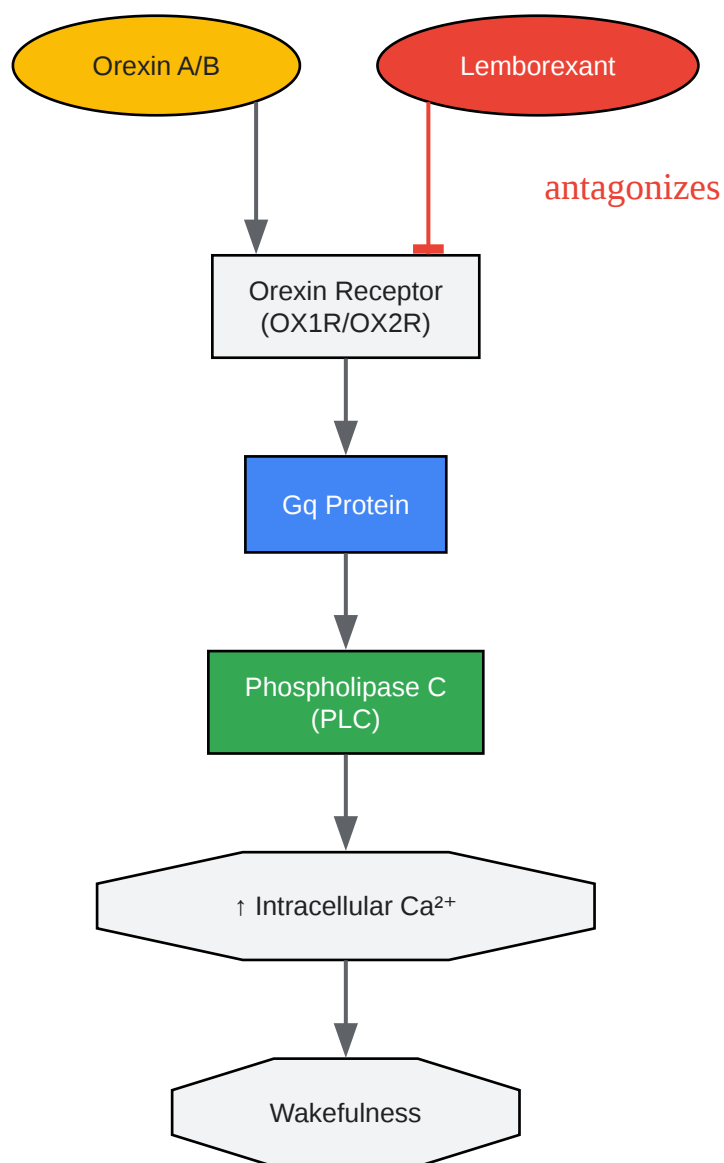 Orexin A/B
Lemborexant
antagonizes
Orexin Receptor
(OX1R/OX2R)
Gq Protein
Phospholipase C
(PLC)
↑ Intracellular Ca²⁺
Wakefulness